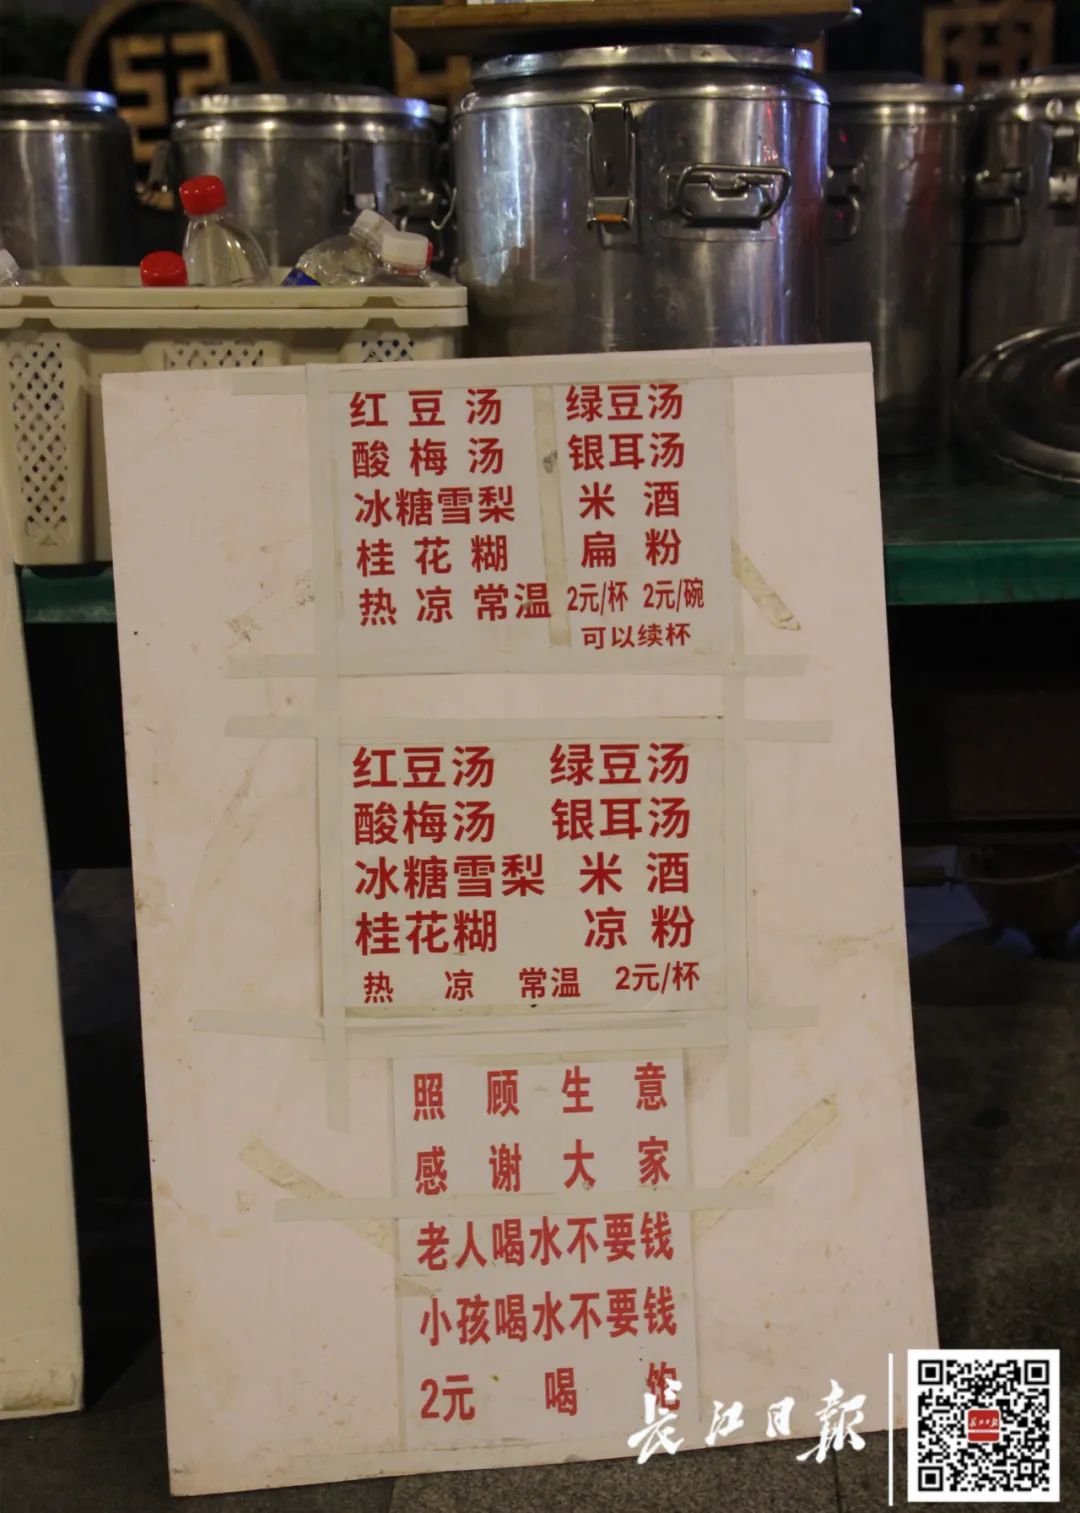 红豆汤 绿豆汤
酸梅汤 银耳汤
冰糖雪梨 米酒
桂花糊 扁粉
热 凉 常温 2元/杯 2元/碗
可以续杯
红豆汤 绿豆汤
酸梅汤 银耳汤
冰糖雪梨 米酒
桂花糊 凉粉
热 凉 常温 2元/杯
照顾生意
感谢大家
老人喝水不要钱
小孩喝水不要钱
2元 喝 饱
长江日报